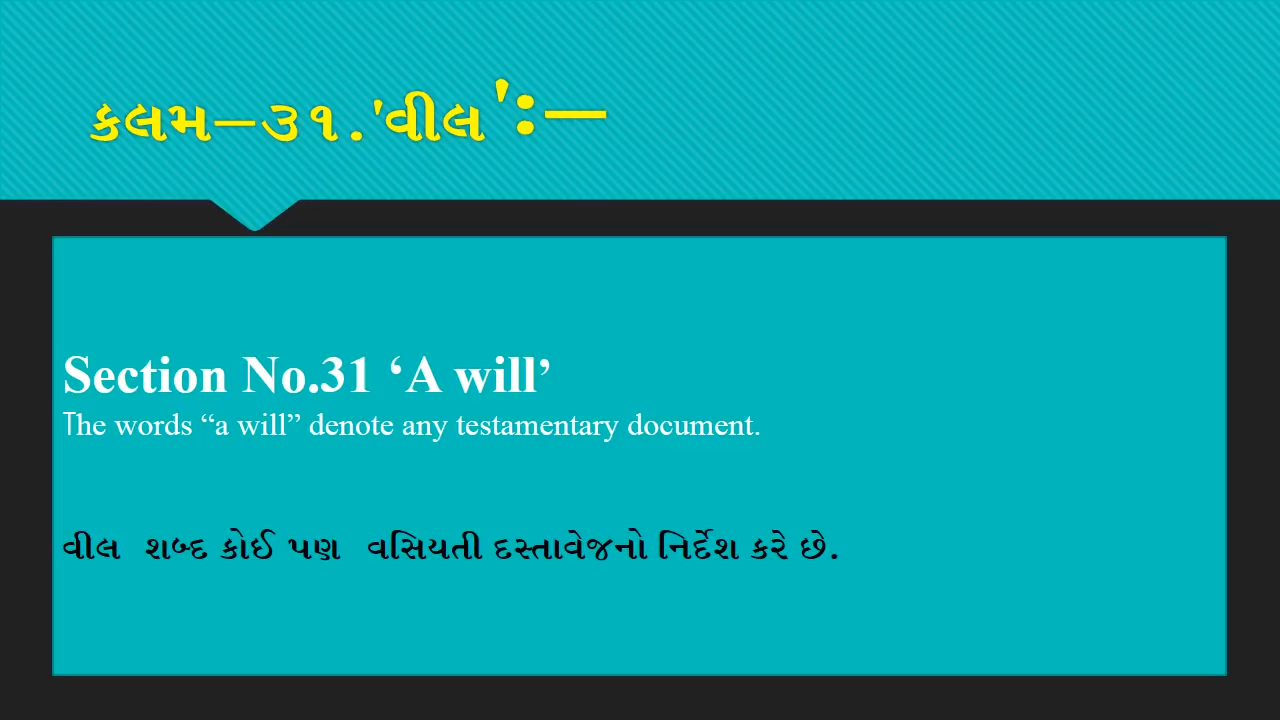 કલમ–૩૧.'વીલ':–
Section No.31 ‘A will’
The words “a will” denote any testamentary document.
વીલ શબ્દ કોઈ પણ વસિયતી દસ્તાવેજનો નિર્દેશ કરે છે.